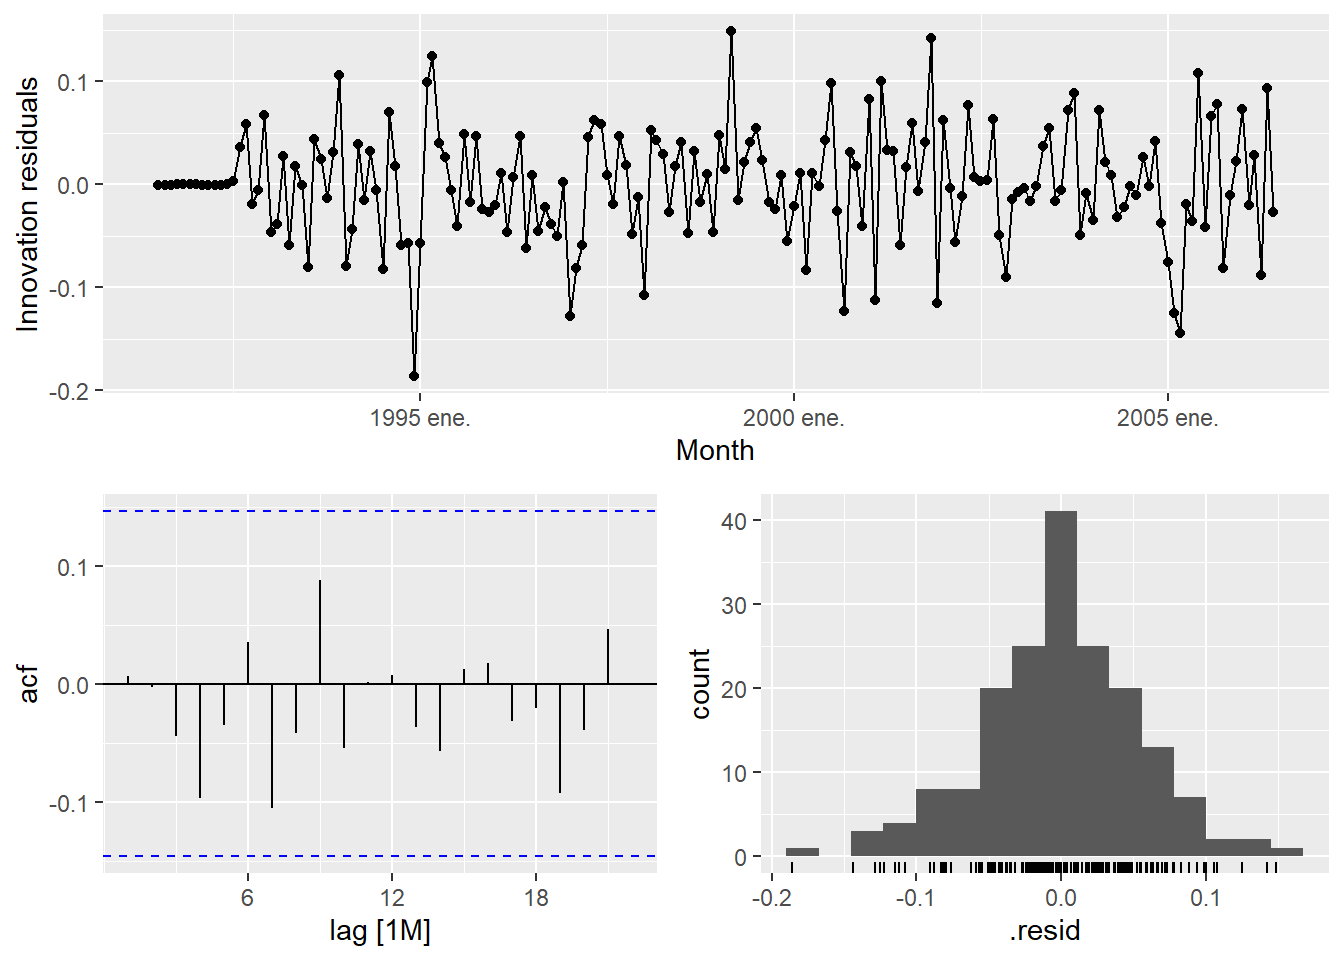 Innovation residuals
0.1
0.0
-0.1
-0.2
1995 ene.
2000 ene.
2005 ene.
Month
acf
0.1
0.0
-0.1
6
12
18
lag [1M]
count
40
30
20
10
0
-0.2
-0.1
0.0
0.1
.resid